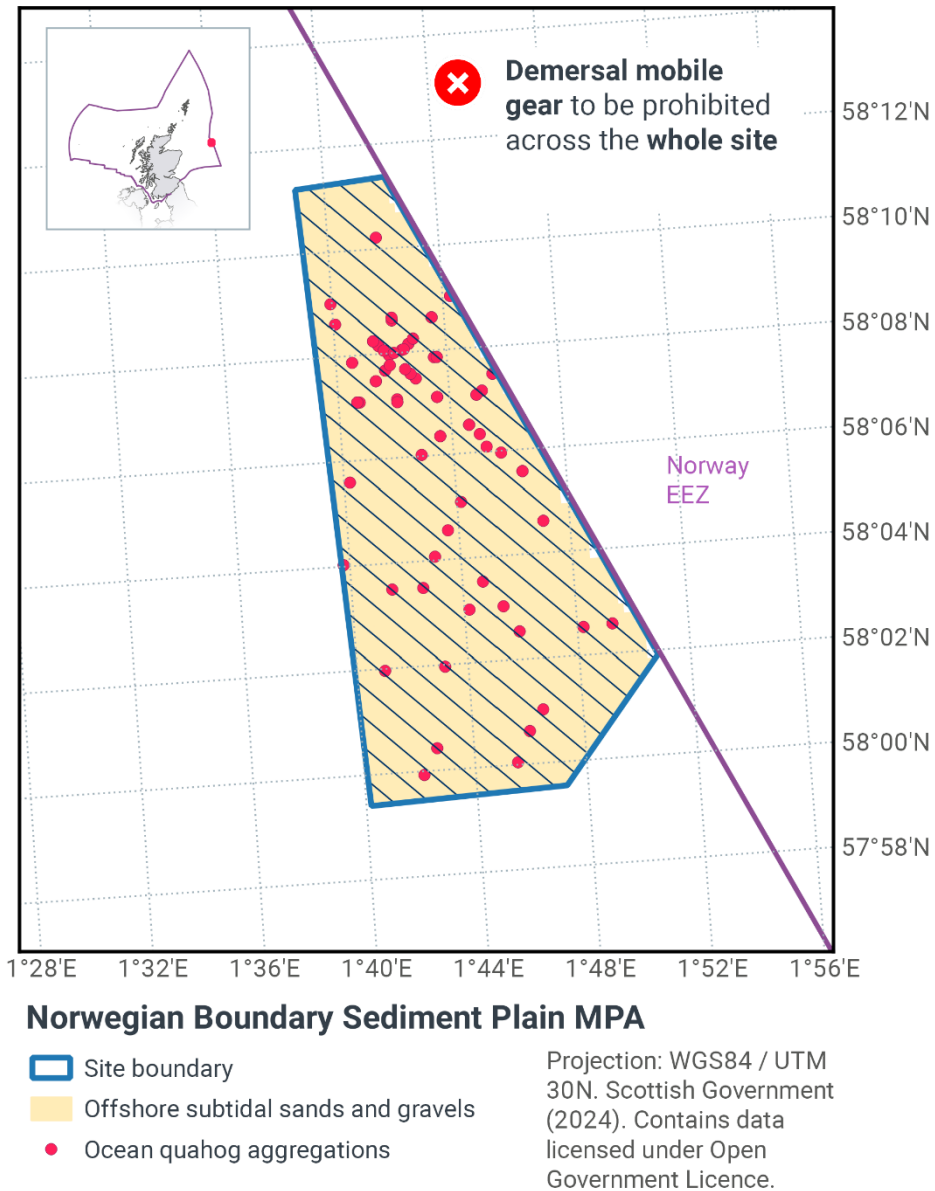 Demersal mobile
gear to be prohibited
across the whole site
58°12'N
58°10'N
58°08'N
58°06'N
Norway
EEZ
58°04'N
58°02'N
58°00'N
57°58'N
1°28'E 1°32'E 1°36'E 1°40'E 1°44'E 1°48'E 1°52'E 1°56'E
Norwegian Boundary Sediment Plain MPA
Site boundary
Offshore subtidal sands and gravels
Ocean quahog aggregations
Projection: WGS84 / UTM
30N. Scottish Government
(2024). Contains data
licensed under Open
Government Licence.